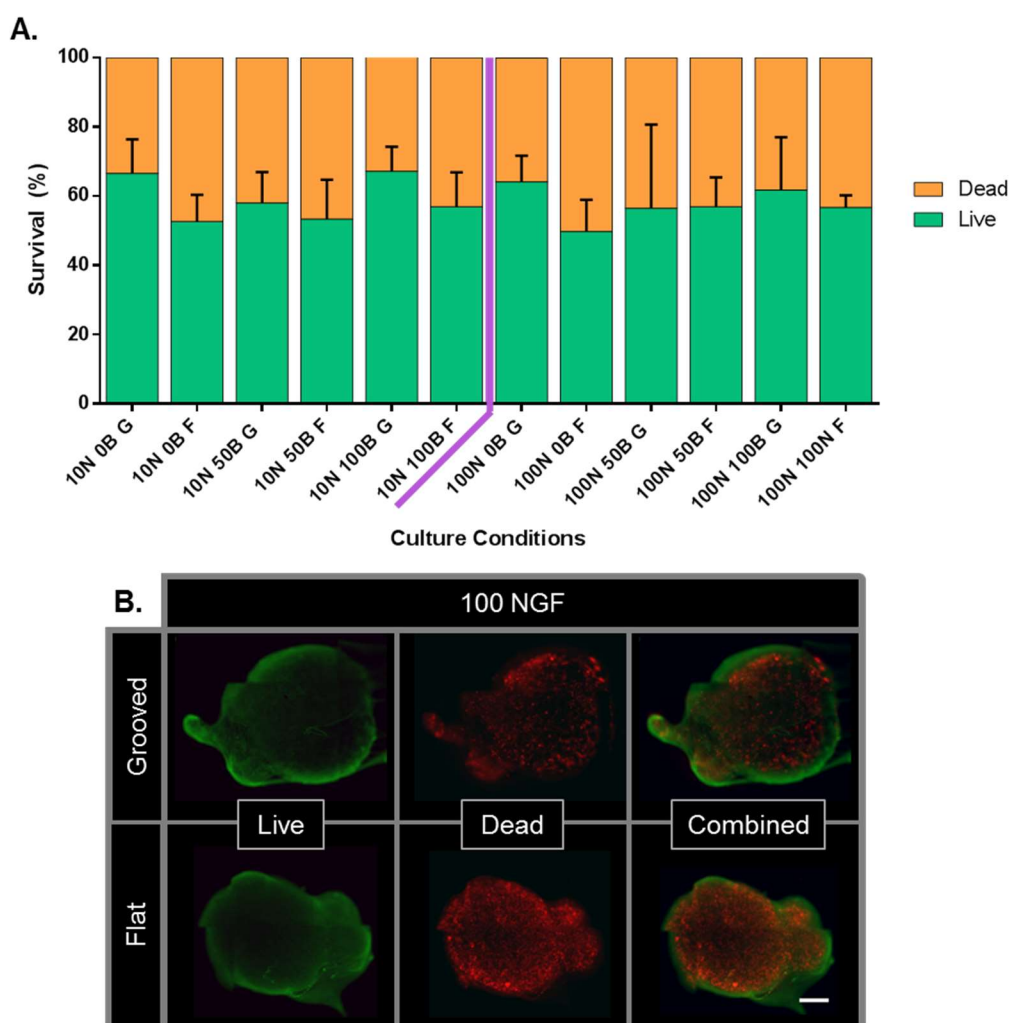 A.
Survival (%)
100
80
60
40
20
0
10N 0B G
10N 0B F
10N 50B G
10N 50B F
10N 100B G
10N 100B F
100N 0B G
100N 0B F
100N 50B G
100N 50B F
100N 100B G
100N 100N F
Culture Conditions
Dead
Live
B.
100 NGF
Grooved
Live
Dead
Combined
Flat